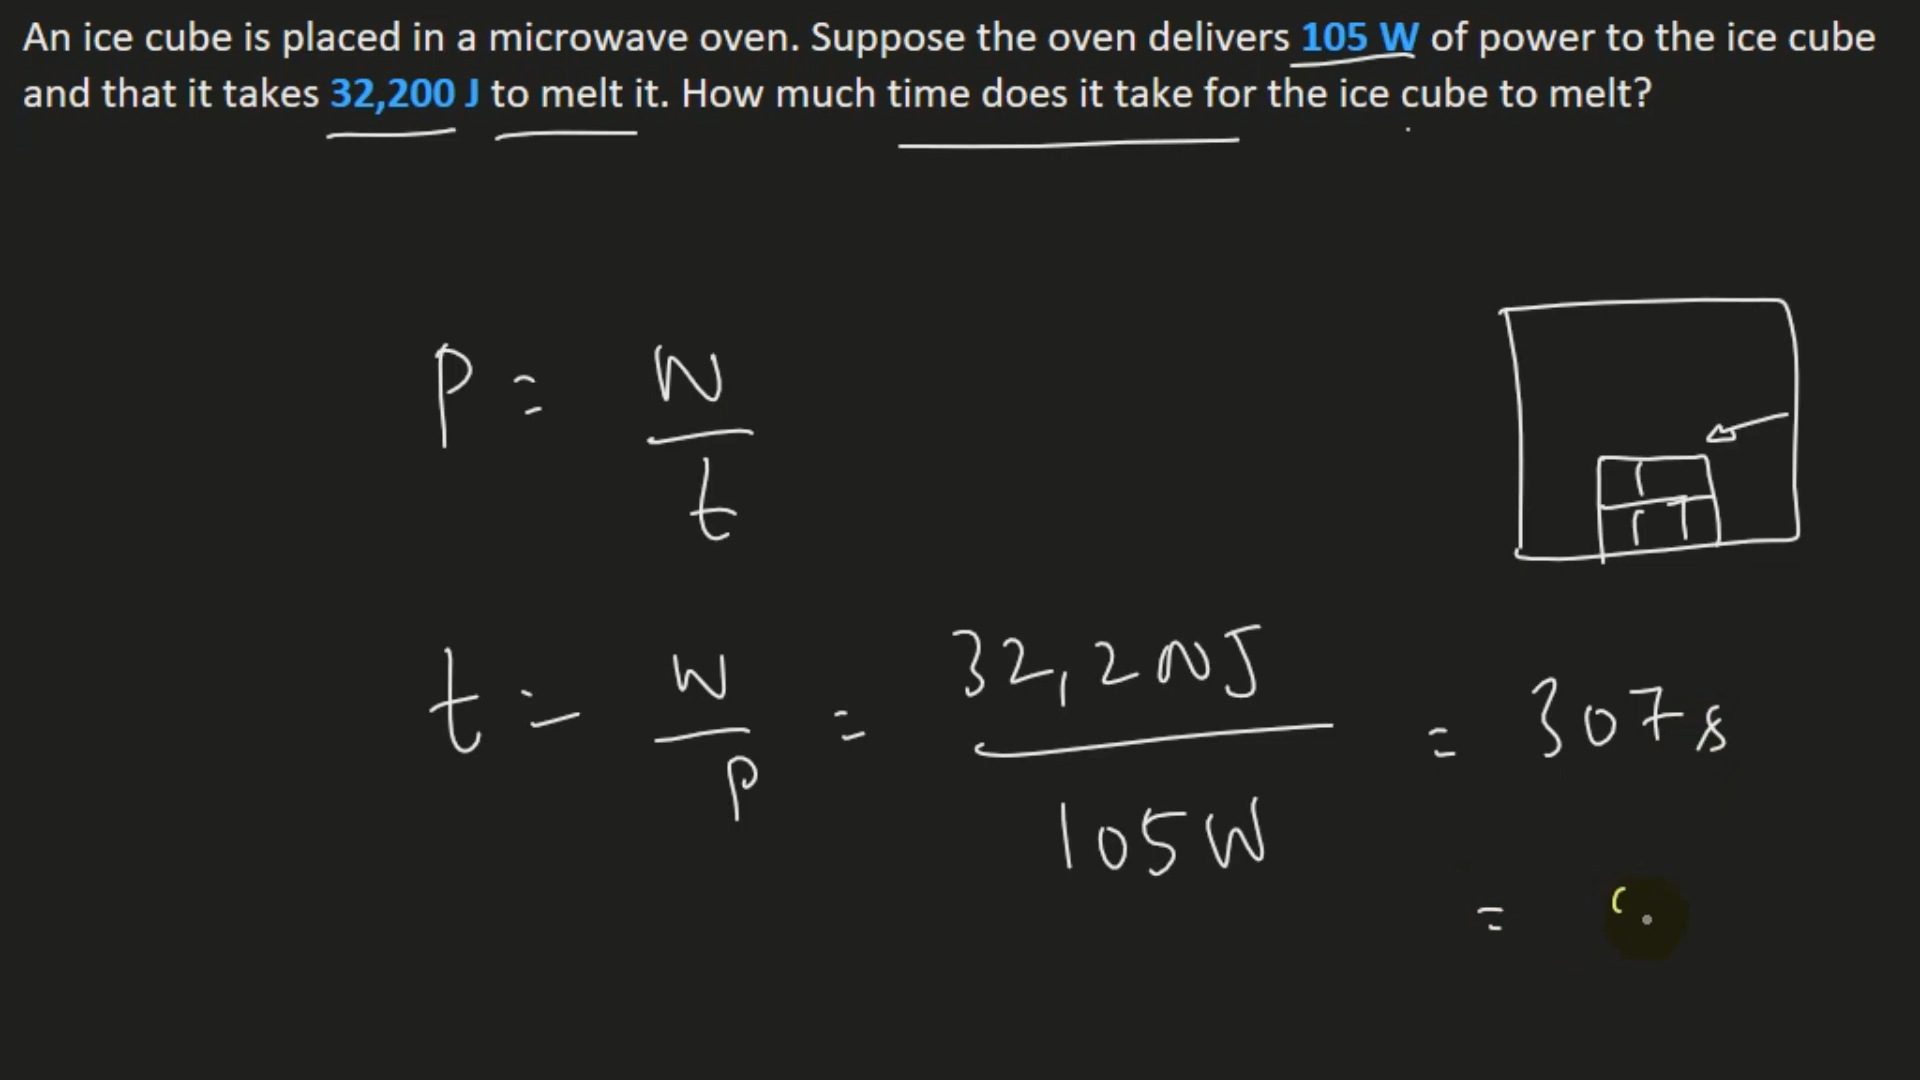 An ice cube is placed in a microwave oven. Suppose the oven delivers 105 W of power to the ice cube
and that it takes 32,200 J to melt it. How much time does it take for the ice cube to melt?
P = W / t
t = W / P = 32,200J / 105W = 307s
=